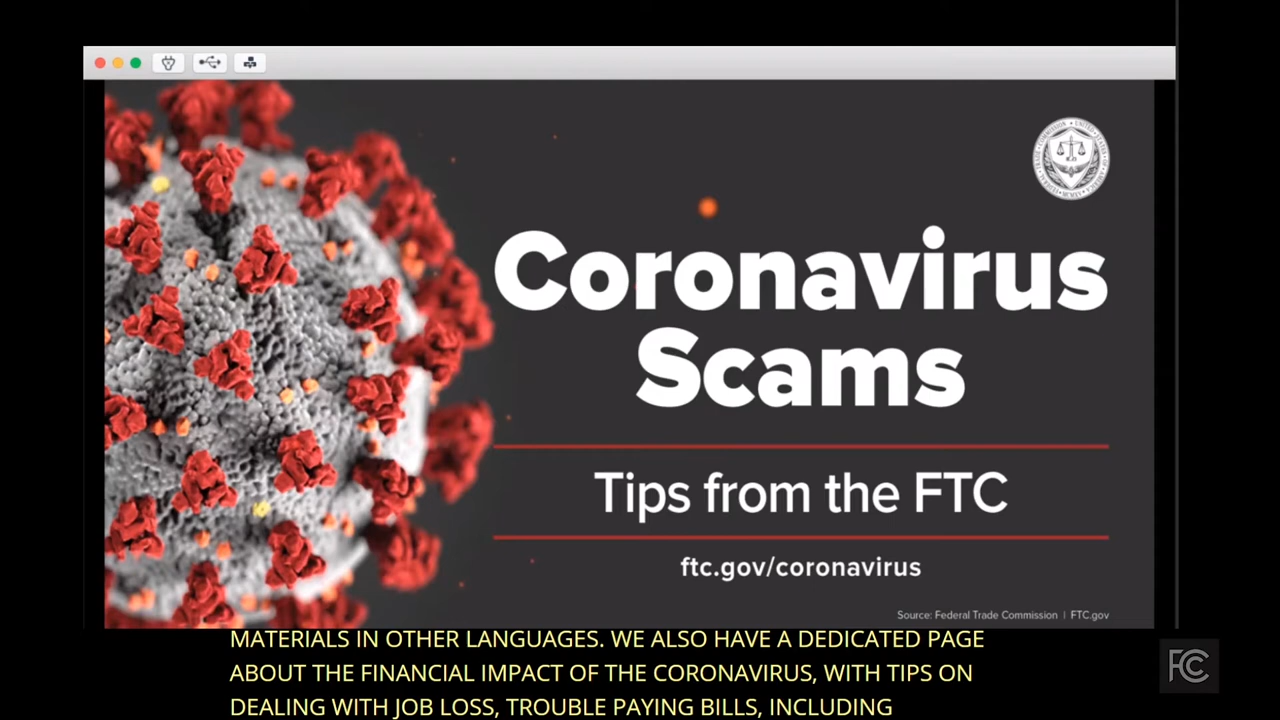 Coronavirus
Scams
Tips from the FTC
ftc.gov/coronavirus
Source: Federal Trade Commission | FTC.gov
MATERIALS IN OTHER LANGUAGES. WE ALSO HAVE A DEDICATED PAGE
ABOUT THE FINANCIAL IMPACT OF THE CORONAVIRUS, WITH TIPS ON
DEALING WITH JOB LOSS, TROUBLE PAYING BILLS, INCLUDING
FCC